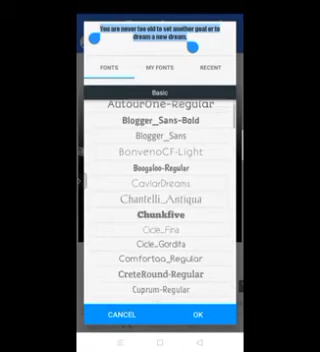 You are never too old to set another goal or to
dream a new dream.
FONTS
MY FONTS
RECENT
Basic
AutourOne-Regular
Blogger_Sans-Bold
Blogger_Sans
BonvenoCF-Light
Boogaloo-Regular
CaviarDreams
Chantelli_Antiqua
Chunkfive
Cicle_Fina
Cicle_Gordita
Comfortaa_Regular
CreteRound-Regular
Cuprum-Regular
CANCEL
OK